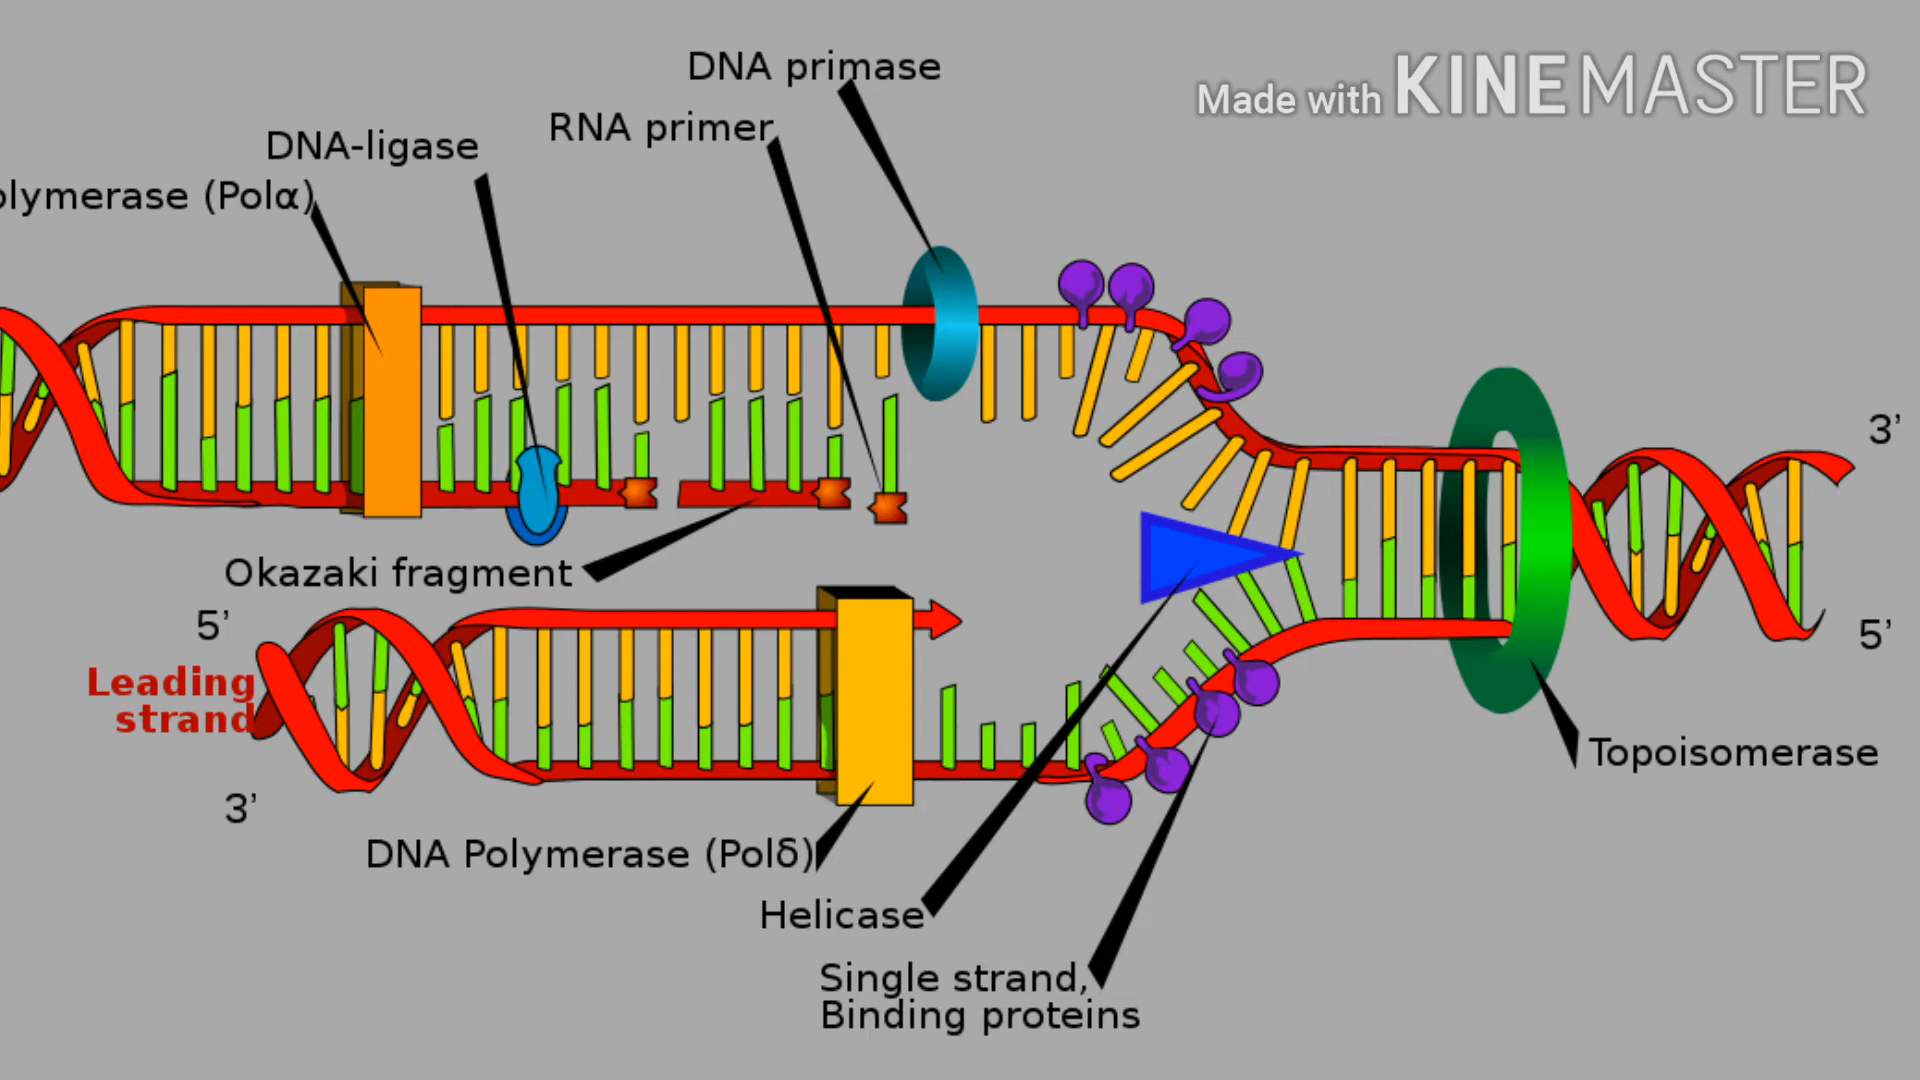 DNA primase
Made with KINEMASTER
RNA primer
DNA-ligase
olymerase (Polα)
3’
Okazaki fragment
5’
5’
Leading
strand
Topoisomerase
3’
DNA Polymerase (Polδ)
Helicase
Single strand,
Binding proteins